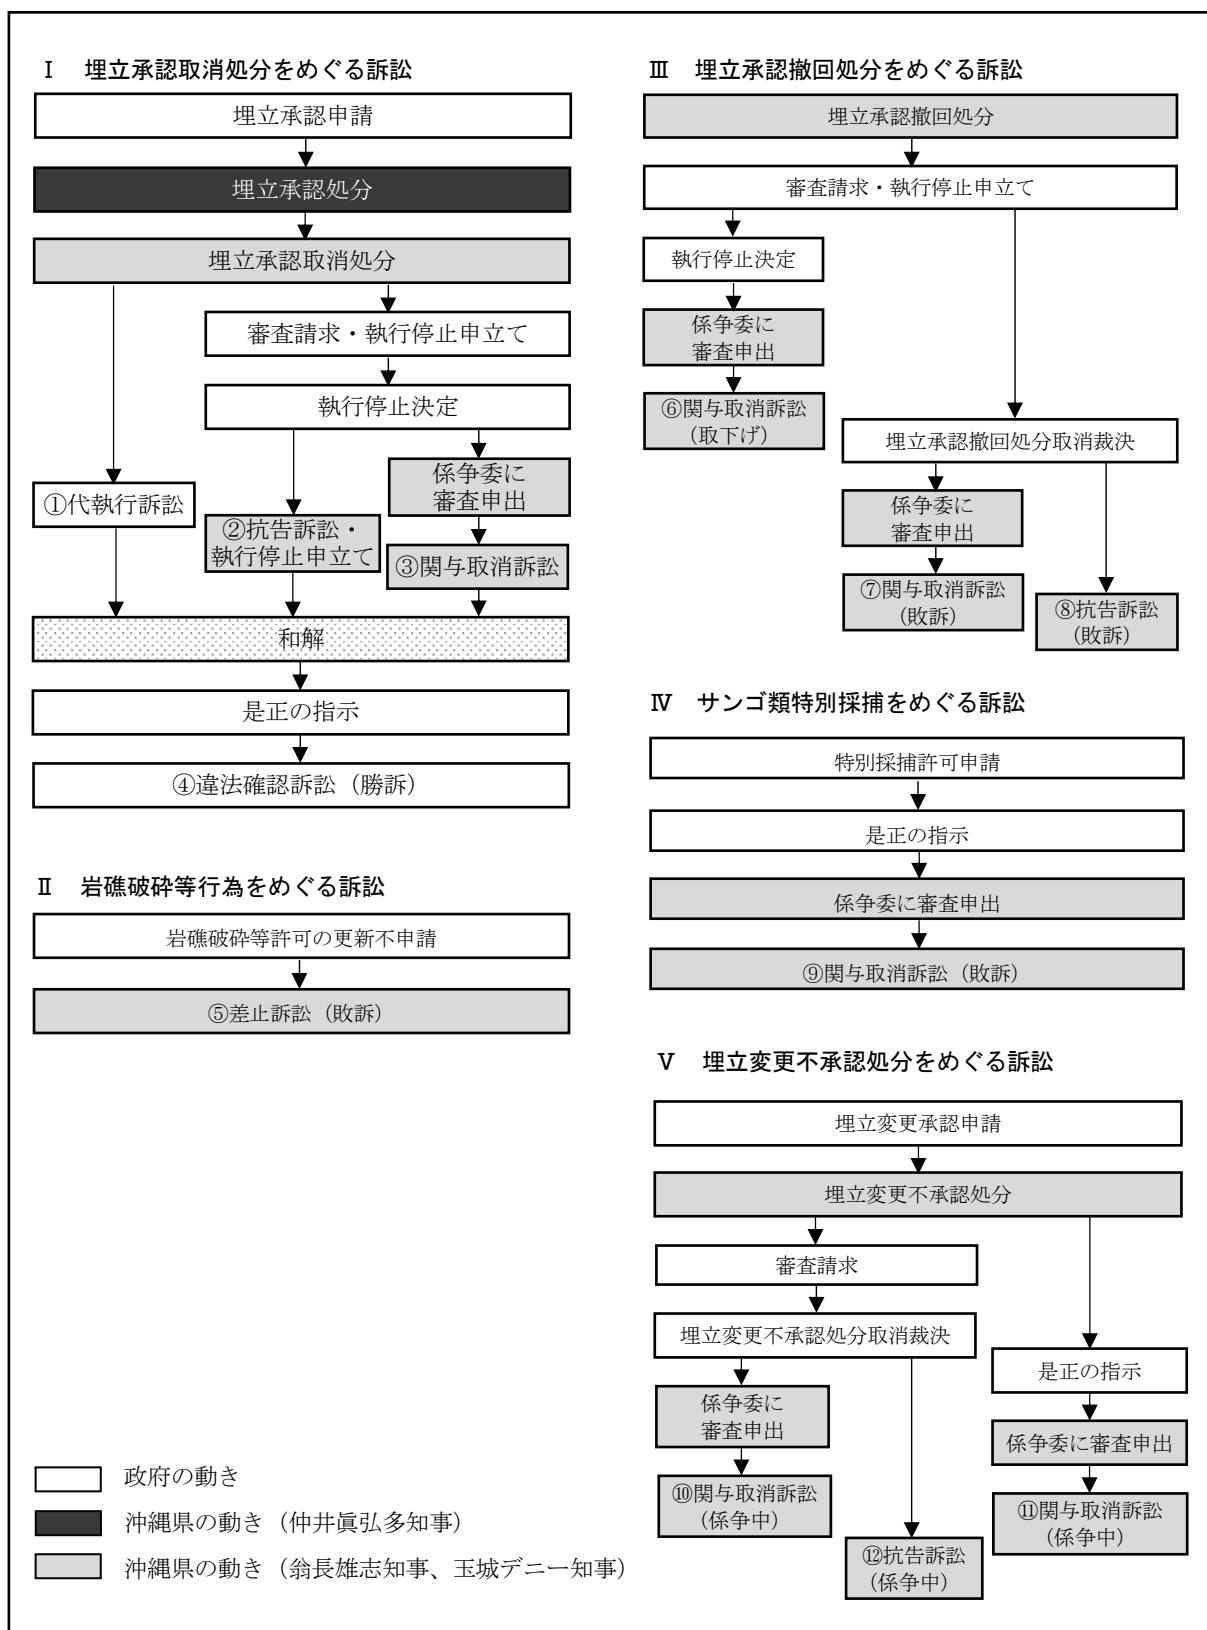 Ⅰ 埋立承認取消処分をめぐる訴訟
埋立承認申請
埋立承認処分
埋立承認取消処分
審査請求・執行停止申立て
執行停止決定
係争委に
審査申出
①代執行訴訟
②抗告訴訟・
執行停止申立て
③関与取消訴訟
和解
是正の指示
④違法確認訴訟（勝訴）
Ⅱ 岩礁破砕等行為をめぐる訴訟
岩礁破砕等許可の更新不申請
⑤差止訴訟（敗訴）
Ⅲ 埋立承認撤回処分をめぐる訴訟
埋立承認撤回処分
審査請求・執行停止申立て
執行停止決定
係争委に
審査申出
⑥関与取消訴訟
（取下げ）
埋立承認撤回処分取消裁決
係争委に
審査申出
⑦関与取消訴訟
（敗訴）
⑧抗告訴訟
（敗訴）
Ⅳ サンゴ類特別採捕をめぐる訴訟
特別採捕許可申請
是正の指示
係争委に審査申出
⑨関与取消訴訟（敗訴）
Ⅴ 埋立変更不承認処分をめぐる訴訟
埋立変更承認申請
埋立変更不承認処分
審査請求
埋立変更不承認処分取消裁決
係争委に
審査申出
⑩関与取消訴訟
（係争中）
⑫抗告訴訟
（係争中）
是正の指示
係争委に審査申出
⑪関与取消訴訟
（係争中）
政府の動き
沖縄県の動き（仲井眞弘多知事）
沖縄県の動き（翁長雄志知事、玉城デニー知事）